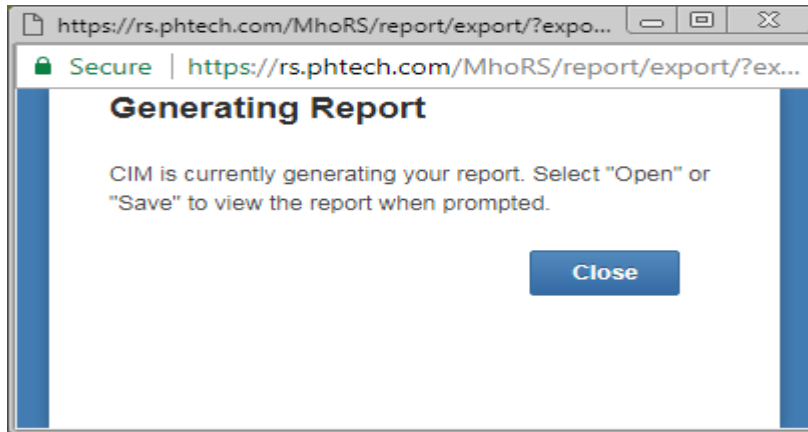 https://rs.phtech.com/MhoRS/report/export/?expo...
Secure | https://rs.phtech.com/MhoRS/report/export/?ex...
Generating Report
CIM is currently generating your report. Select "Open" or
"Save" to view the report when prompted.
Close